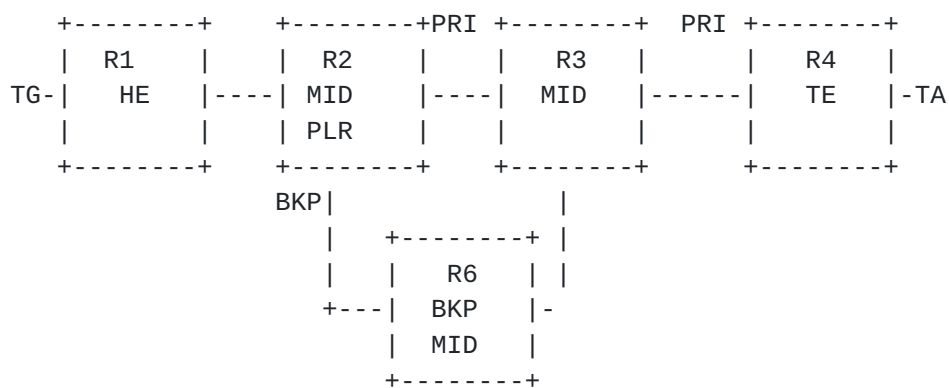 +--------+    +--------+PRI +--------+  PRI +--------+
|  R1    |    |  R2    |    |   R3   |      |   R4   |
TG-|   HE   |----| MID    |----|  MID   |------|   TE   |-TA
|        |    | PLR    |    |        |      |        |
+--------+    +--------+    +--------+      +--------+
BKP|               |
|   +--------+ |
|   |   R6   | |
+---|  BKP   |-
|  MID   |
+--------+